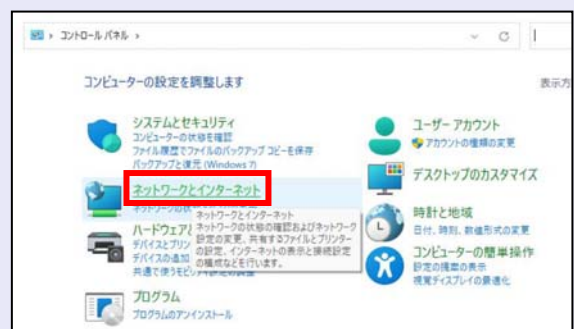 コントロール パネル
コンピューターの設定を調整します
表示方
システムとセキュリティ
コンピューターの状態を確認
ファイル履歴でファイルのバックアップ コピーを保存
バックアップと復元 (Windows 7)
ネットワークとインターネット
ネットワークの状
ネットワークとインターネット
ネットワークの状態の確認およびネットワーク
設定の変更、共有するファイルとプリンター
の設定、インターネットの表示と接続設定
の構成などを行います。
ハードウェアと
デバイスとプリン
デバイスの追加
共通で使うモビリティ設定の調整
プログラム
プログラムのアンインストール
ユーザー アカウント
アカウントの種類の変更
デスクトップのカスタマイズ
時計と地域
日付、時刻、数値形式の変更
コンピューターの簡単操作
設定の提案の表示
視覚ディスプレイの最適化